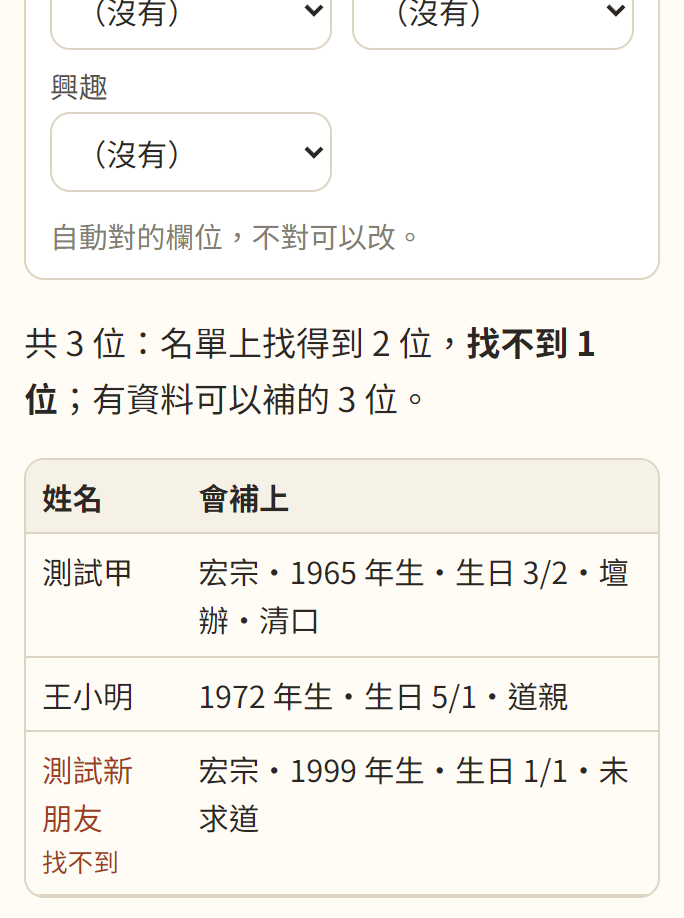 （沒有） （沒有）
興趣
（沒有）
自動對的欄位，不對可以改。
共 3 位：名單上找得到 2 位，找不到 1
位；有資料可以補的 3 位。
姓名 會補上
測試甲 宏宗・1965 年生・生日 3/2・壇
辦・清口
王小明 1972 年生・生日 5/1・道親
測試新 宏宗・1999 年生・生日 1/1・未
朋友 求道
找不到